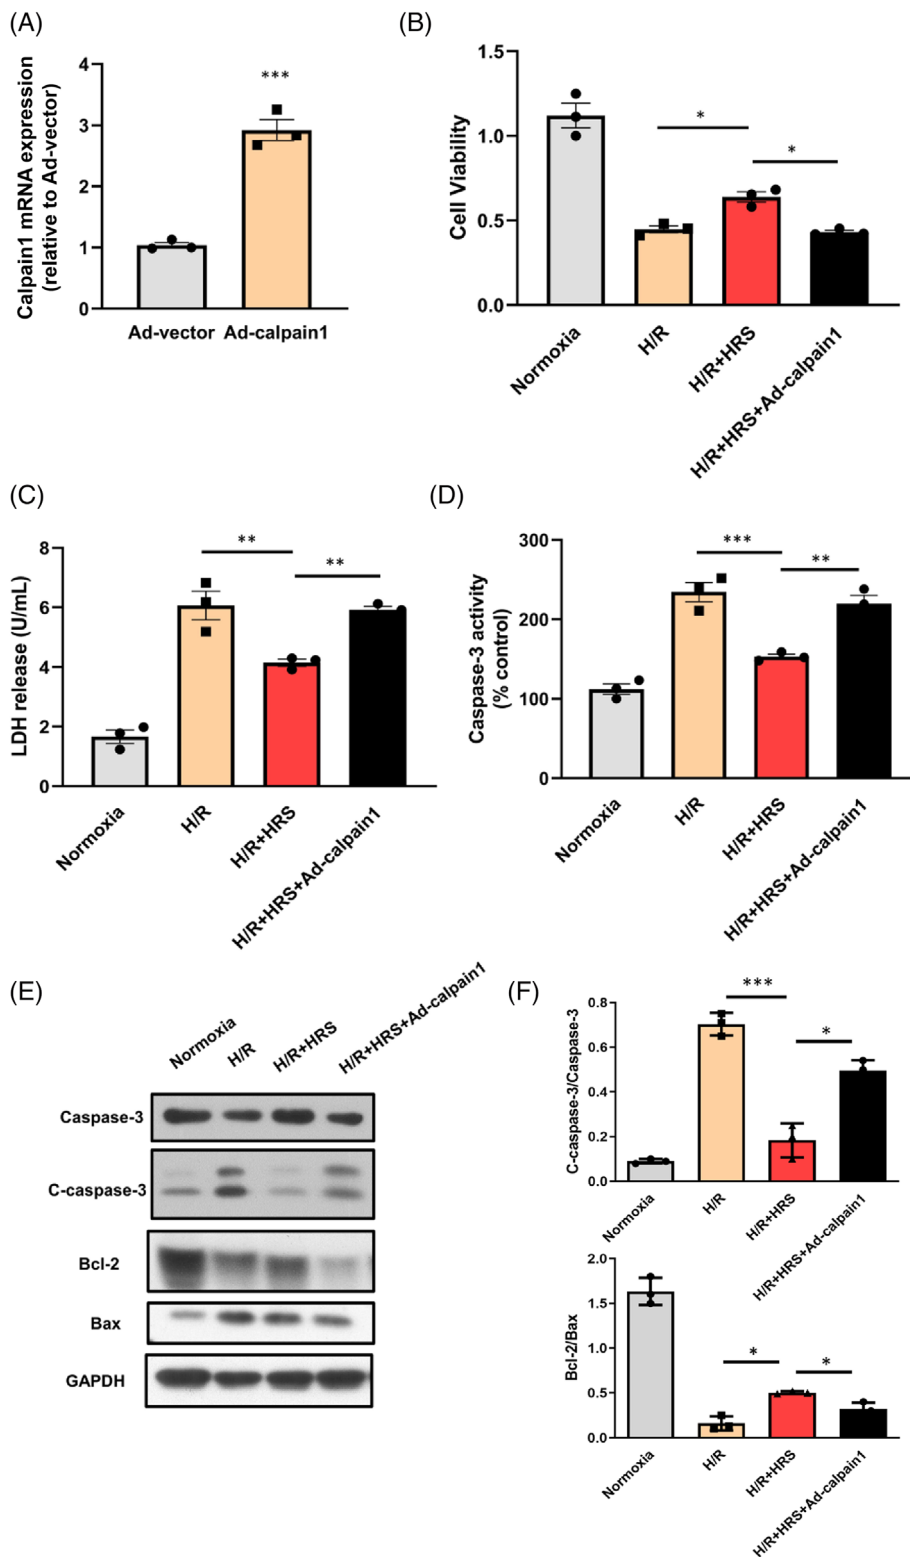 (A)
Calpain1 mRNA expression
(relative to Ad-vector)
4
3
2
1
0
***
Ad-vector Ad-calpain1
(B)
Cell Viability
1.5
1.0
0.5
0.0
*
*
Normoxia
H/R
H/R+HRS
H/R+HRS+Ad-calpain1
(C)
LDH release (U/mL)
8
6
4
2
0
**
**
Normoxia
H/R
H/R+HRS
H/R+HRS+Ad-calpain1
(D)
Caspase-3 activity
(% control)
300
200
100
0
***
**
Normoxia
H/R
H/R+HRS
H/R+HRS+Ad-calpain1
(E)
Normoxia
H/R
H/R+HRS
H/R+HRS+Ad-calpain1
Caspase-3
C-caspase-3
Bcl-2
Bax
GAPDH
(F)
C-caspase-3/Caspase-3
0.8
0.6
0.4
0.2
0.0
***
*
Normoxia
H/R
H/R+HRS
H/R+HRS+Ad-calpain1
Bcl-2/Bax
2.0
1.5
1.0
0.5
0.0
*
*
Normoxia
H/R
H/R+HRS
H/R+HRS+Ad-calpain1